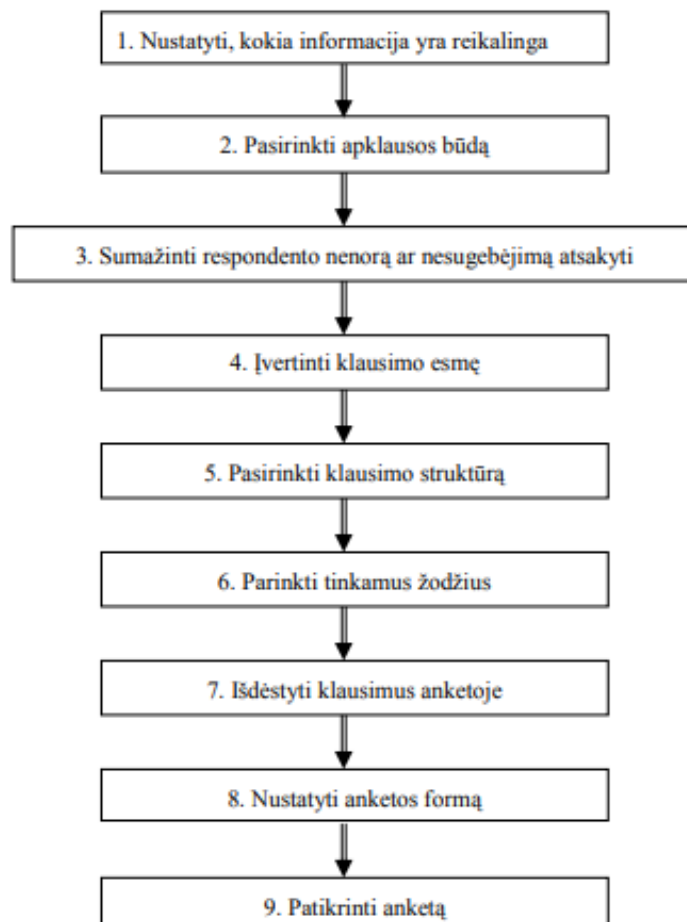 1. Nustatyti, kokia informacija yra reikalinga
2. Pasirinkti apklausos būdą
3. Sumažinti respondento nenorą ar nesugebėjimą atsakyti
4. Įvertinti klausimo esmę
5. Pasirinkti klausimo struktūrą
6. Parinkti tinkamus žodžius
7. Išdėstyti klausimus anketoje
8. Nustatyti anketos formą
9. Patikrinti anketą